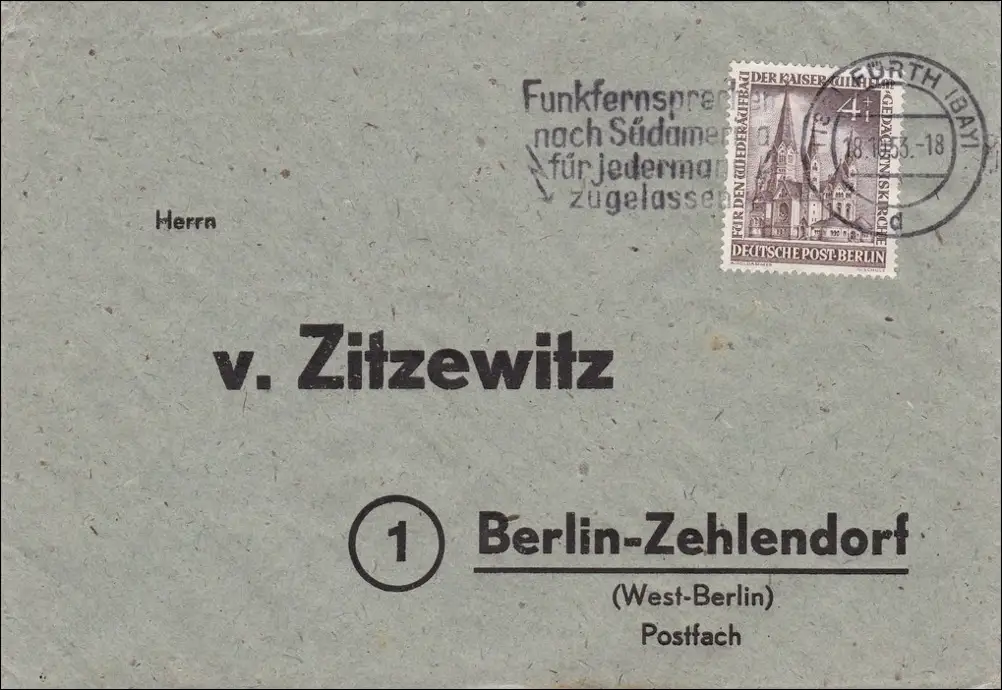 Funkfernsprechen
nach Südamerika
für jedermann
zugelassen
FÜRTH (BAY)
18.10.53.-18
d
FÜR DEN WIEDERAUFBAU DER KAISER WILHELM-GEDÄCHTNISKIRCHE
4+1
DEUTSCHE POST·BERLIN
Herrn
v. Zitzewitz
1 Berlin-Zehlendorf
(West-Berlin)
Postfach